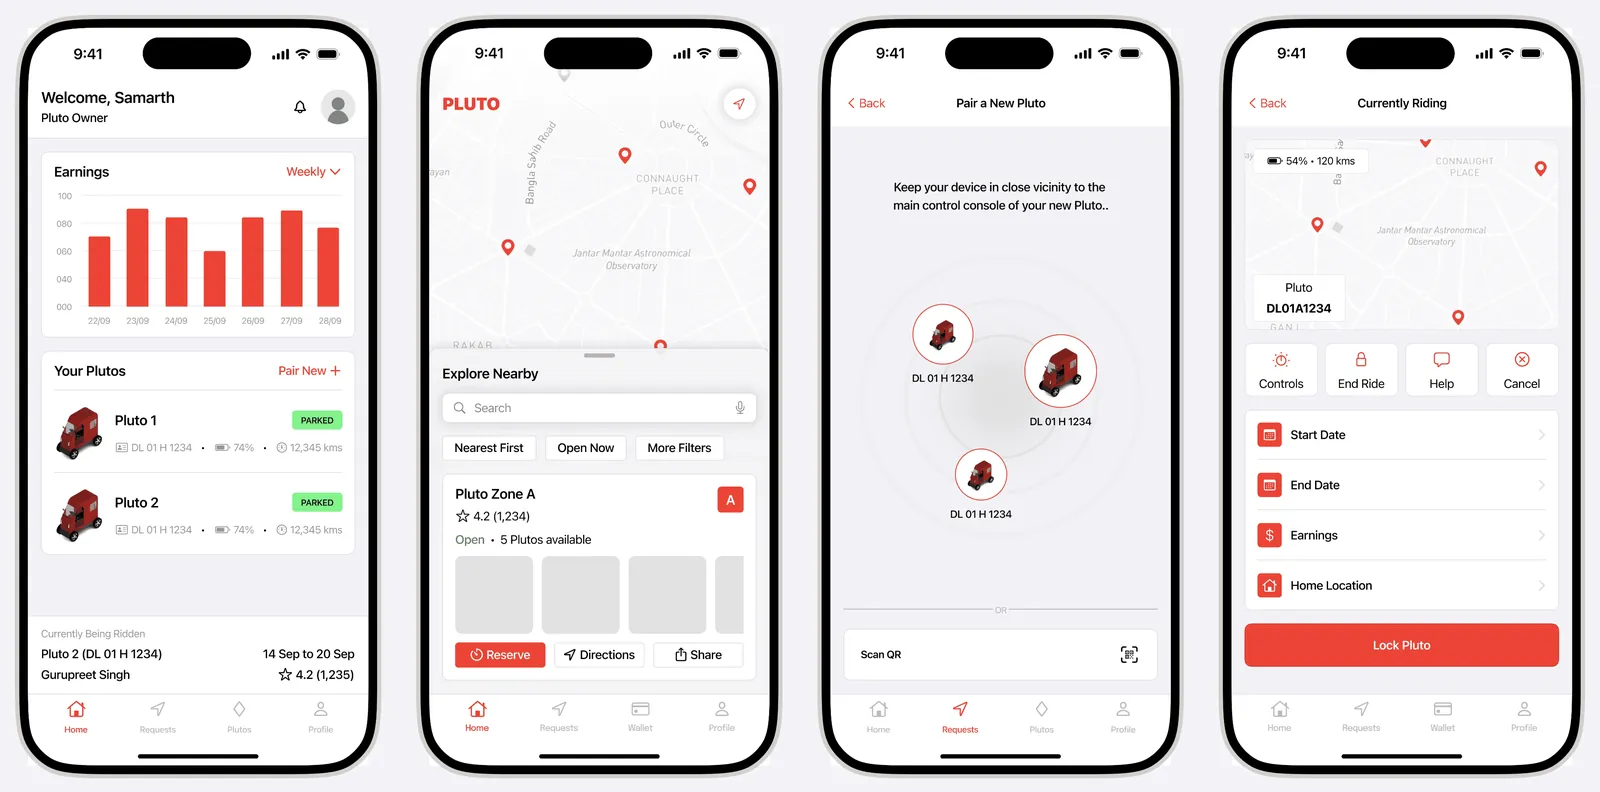 9:41
Welcome, Samarth
Pluto Owner
Earnings
Weekly
100
080
060
040
000
22/09 23/09 24/09 25/09 26/09 27/09 28/09
Your Plutos
Pair New +
Pluto 1
PARKED
DL 01 H 1234 • 74% • 12,345 kms
Pluto 2
PARKED
DL 01 H 1234 • 74% • 12,345 kms
Currently Being Ridden
Pluto 2 (DL 01 H 1234)
14 Sep to 20 Sep
Gurupreet Singh
4.2 (1,235)
Home
Requests
Plutos
Profile
9:41
PLUTO
Bangla Sahib Road
Outer Circle
ayan
CONNAUGHT
PLACE
Jantar Mantar Astronomical
Observatory
RAKAB
Explore Nearby
Search
Nearest First
Open Now
More Filters
Pluto Zone A
A
4.2 (1,234)
Open • 5 Plutos available
Reserve
Directions
Share
Home
Requests
Wallet
Profile
9:41
Back
Pair a New Pluto
Keep your device in close vicinity to the
main control console of your new Pluto..
DL 01 H 1234
DL 01 H 1234
DL 01 H 1234
OR
Scan QR
Home
Requests
Plutos
Profile
9:41
Back
Currently Riding
54% • 120 kms
Ba
CONNAUGHT
PLACE
Jantar Mantar Astronomical
Observatory
Pluto
DL01A1234
GANJ
Controls
End Ride
Help
Cancel
Start Date
End Date
Earnings
Home Location
Lock Pluto
Home
Requests
Wallet
Profile